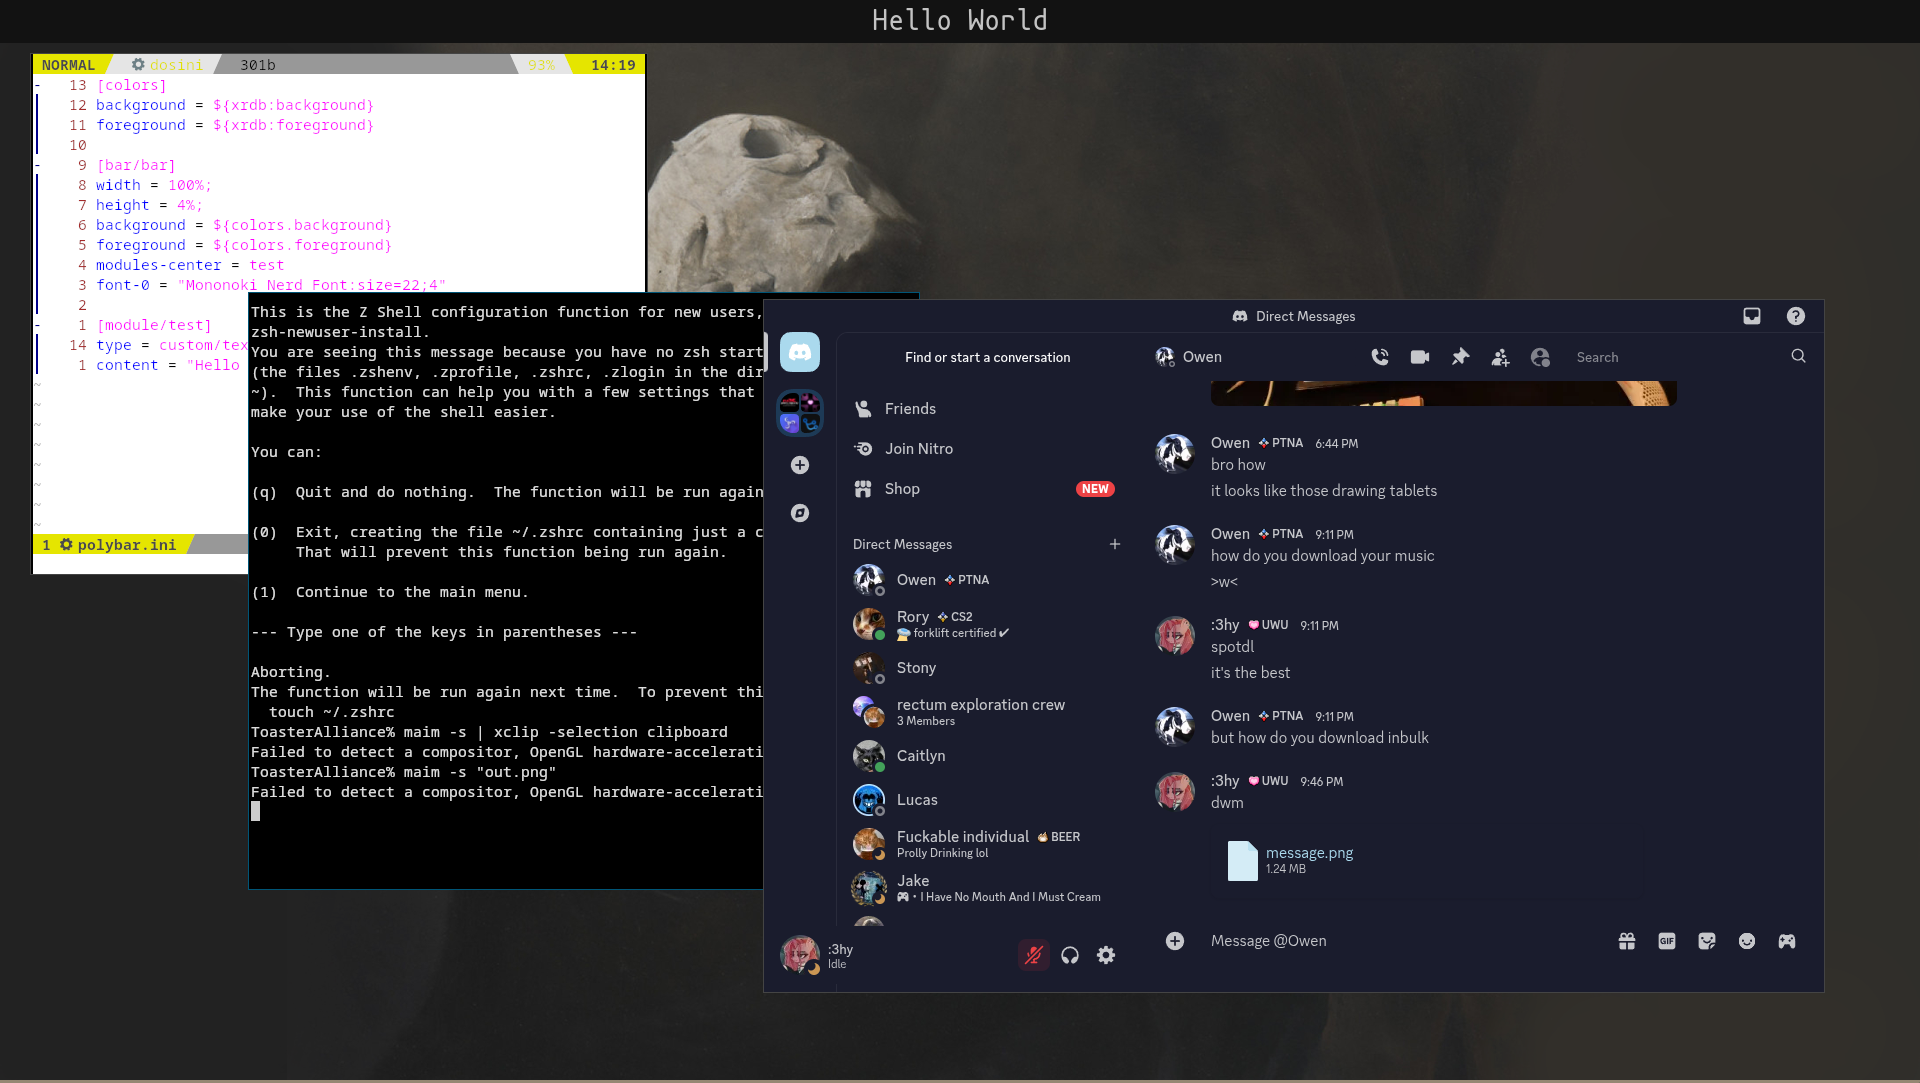 Hello World
NORMAL dosini 301b 93% 14:19
- 13 [colors]
12 background = ${xrdb:background}
11 foreground = ${xrdb:foreground}
10
- 9 [bar/bar]
8 width = 100%;
7 height = 4%;
6 background = ${colors.background}
5 foreground = ${colors.foreground}
4 modules-center = test
3 font-0 = "Mononoki Nerd Font:size=22;4"
2
- 1 [module/test]
14 type = custom/tex
1 content = "Hello
~
~
~
~
~
~
~
~
1 polybar.ini
This is the Z Shell configuration function for new users,
zsh-newuser-install.
You are seeing this message because you have no zsh start
(the files .zshenv, .zprofile, .zshrc, .zlogin in the dir
~).  This function can help you with a few settings that
make your use of the shell easier.
You can:
(q)  Quit and do nothing.  The function will be run again
(0)  Exit, creating the file ~/.zshrc containing just a c
That will prevent this function being run again.
(1)  Continue to the main menu.
--- Type one of the keys in parentheses ---
Aborting.
The function will be run again next time.  To prevent thi
touch ~/.zshrc
ToasterAlliance% maim -s | xclip -selection clipboard
Failed to detect a compositor, OpenGL hardware-accelerati
ToasterAlliance% maim -s "out.png"
Failed to detect a compositor, OpenGL hardware-accelerati
Direct Messages
Find or start a conversation
Friends
Join Nitro
Shop NEW
Direct Messages
Owen PTNA
Rory CS2
forklift certified ✔
Stony
rectum exploration crew
3 Members
Caitlyn
Lucas
Fuckable individual BEER
Prolly Drinking lol
Jake
• I Have No Mouth And I Must Cream
:3hy
Idle
Owen
Search
Owen PTNA 6:44 PM
bro how
it looks like those drawing tablets
Owen PTNA 9:11 PM
how do you download your music
>w<
:3hy UWU 9:11 PM
spotdl
it's the best
Owen PTNA 9:11 PM
but how do you download inbulk
:3hy UWU 9:46 PM
dwm
message.png
1.24 MB
Message @Owen
GIF